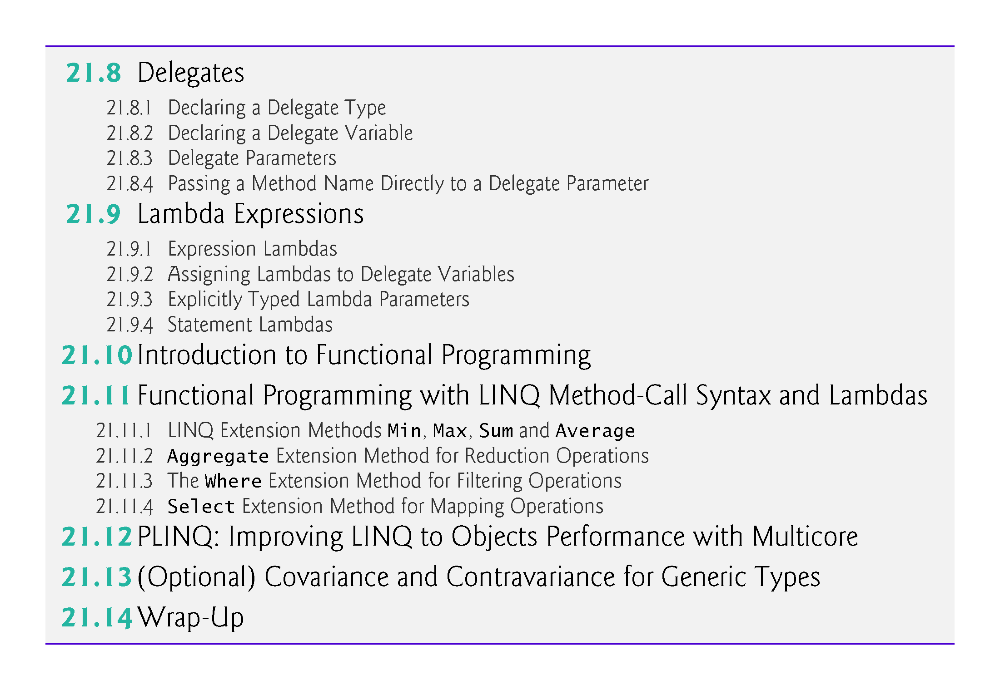 21.8 Delegates
21.8.1 Declaring a Delegate Type
21.8.2 Declaring a Delegate Variable
21.8.3 Delegate Parameters
21.8.4 Passing a Method Name Directly to a Delegate Parameter
21.9 Lambda Expressions
21.9.1 Expression Lambdas
21.9.2 Assigning Lambdas to Delegate Variables
21.9.3 Explicitly Typed Lambda Parameters
21.9.4 Statement Lambdas
21.10 Introduction to Functional Programming
21.11 Functional Programming with LINQ Method-Call Syntax and Lambdas
21.11.1 LINQ Extension Methods Min, Max, Sum and Average
21.11.2 Aggregate Extension Method for Reduction Operations
21.11.3 The Where Extension Method for Filtering Operations
21.11.4 Select Extension Method for Mapping Operations
21.12 PLINQ: Improving LINQ to Objects Performance with Multicore
21.13 (Optional) Covariance and Contravariance for Generic Types
21.14 Wrap-Up